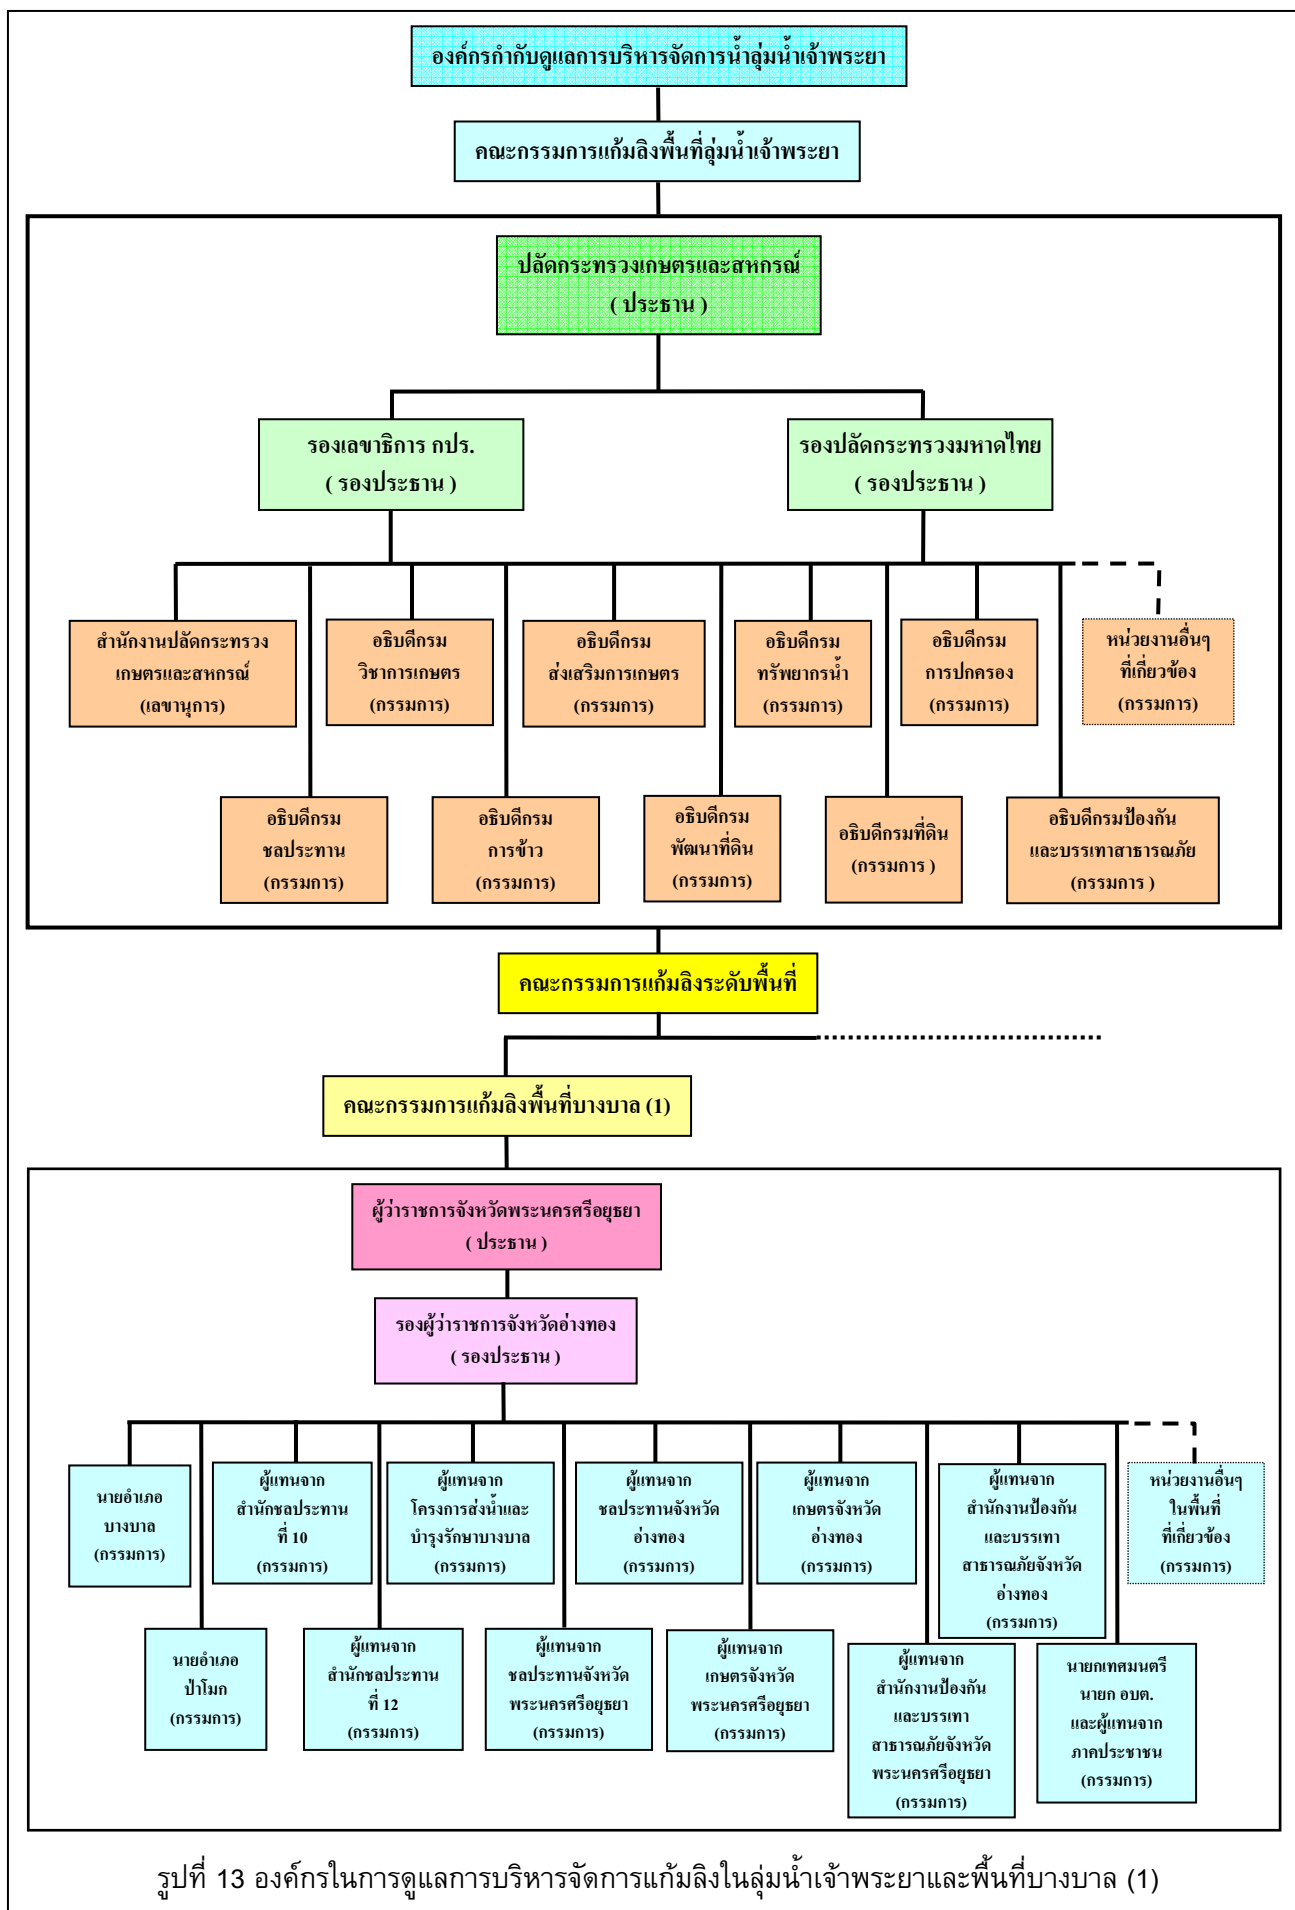 องค์กรกำกับดูแลการบริหารจัดการน้ำลุ่มน้ำเจ้าพระยา
คณะกรรมการแก้มลิงพื้นที่ลุ่มน้ำเจ้าพระยา
ปลัดกระทรวงเกษตรและสหกรณ์
( ประธาน )
รองเลขาธิการ กปร.
( รองประธาน )
รองปลัดกระทรวงมหาดไทย
( รองประธาน )
สำนักงานปลัดกระทรวง
เกษตรและสหกรณ์
(เลขานุการ)
อธิบดีกรม
วิชาการเกษตร
(กรรมการ)
อธิบดีกรม
ส่งเสริมการเกษตร
(กรรมการ)
อธิบดีกรม
ทรัพยากรน้ำ
(กรรมการ)
อธิบดีกรม
การปกครอง
(กรรมการ)
หน่วยงานอื่นๆ
ที่เกี่ยวข้อง
(กรรมการ)
อธิบดีกรม
ชลประทาน
(กรรมการ)
อธิบดีกรม
การข้าว
(กรรมการ)
อธิบดีกรม
พัฒนาที่ดิน
(กรรมการ)
อธิบดีกรมที่ดิน
(กรรมการ )
อธิบดีกรมป้องกัน
และบรรเทาสาธารณภัย
(กรรมการ )
คณะกรรมการแก้มลิงระดับพื้นที่
คณะกรรมการแก้มลิงพื้นที่บางบาล (1)
ผู้ว่าราชการจังหวัดพระนครศรีอยุธยา
( ประธาน )
รองผู้ว่าราชการจังหวัดอ่างทอง
( รองประธาน )
นายอำเภอ
บางบาล
(กรรมการ)
ผู้แทนจาก
สำนักชลประทาน
ที่ 10
(กรรมการ)
ผู้แทนจาก
โครงการส่งน้ำและ
บำรุงรักษาบางบาล
(กรรมการ)
ผู้แทนจาก
ชลประทานจังหวัด
อ่างทอง
(กรรมการ)
ผู้แทนจาก
เกษตรจังหวัด
อ่างทอง
(กรรมการ)
ผู้แทนจาก
สำนักงานป้องกัน
และบรรเทา
สาธารณภัยจังหวัด
อ่างทอง
(กรรมการ)
หน่วยงานอื่นๆ
ในพื้นที่
ที่เกี่ยวข้อง
(กรรมการ)
นายอำเภอ
ป่าโมก
(กรรมการ)
ผู้แทนจาก
สำนักชลประทาน
ที่ 12
(กรรมการ)
ผู้แทนจาก
ชลประทานจังหวัด
พระนครศรีอยุธยา
(กรรมการ)
ผู้แทนจาก
เกษตรจังหวัด
พระนครศรีอยุธยา
(กรรมการ)
ผู้แทนจาก
สำนักงานป้องกัน
และบรรเทา
สาธารณภัยจังหวัด
พระนครศรีอยุธยา
(กรรมการ)
นายกเทศมนตรี
นายก อบต.
และผู้แทนจาก
ภาคประชาชน
(กรรมการ)
รูปที่ 13 องค์กรในการดูแลการบริหารจัดการแก้มลิงในลุ่มน้ำเจ้าพระยาและพื้นที่บางบาล (1)